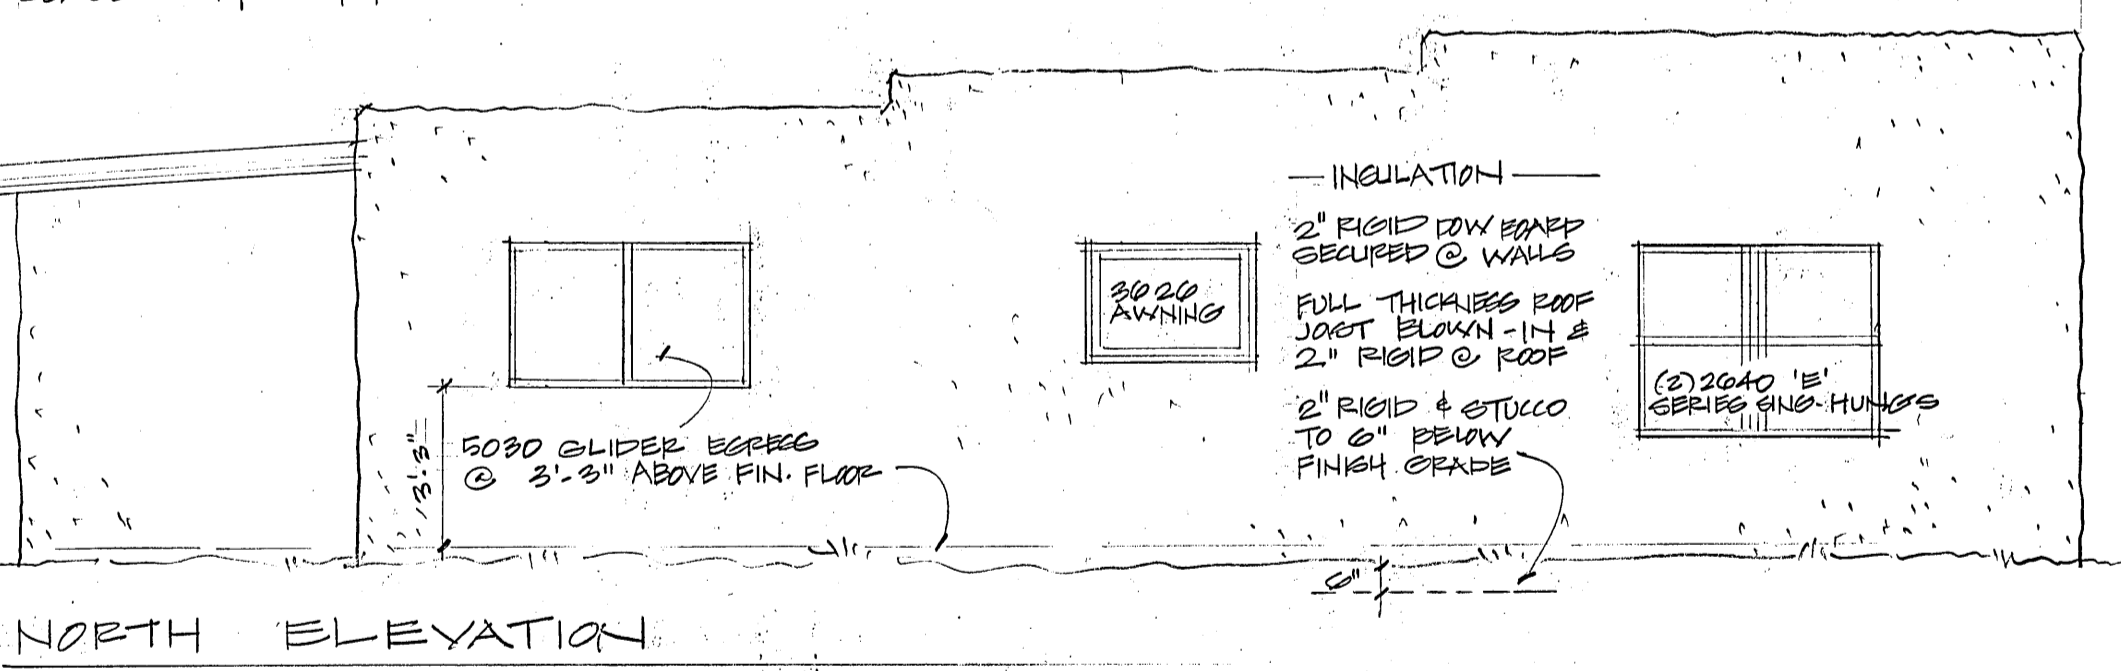 INSULATION
2" RIGID DOW BOARD
SECURED @ WALLS
FULL THICKNESS ROOF
JOST BLOWN-IN &
2" RIGID @ ROOF
2" RIGID & STUCCO
TO 6" BELOW
FINISH GRADE
3626
AWNING
(2) 2640 'E'
SERIES SING-HUNGS
5030 GLIDER EGRESS
@ 3'-3" ABOVE FIN. FLOOR
3'-3"
6"
NORTH ELEVATION